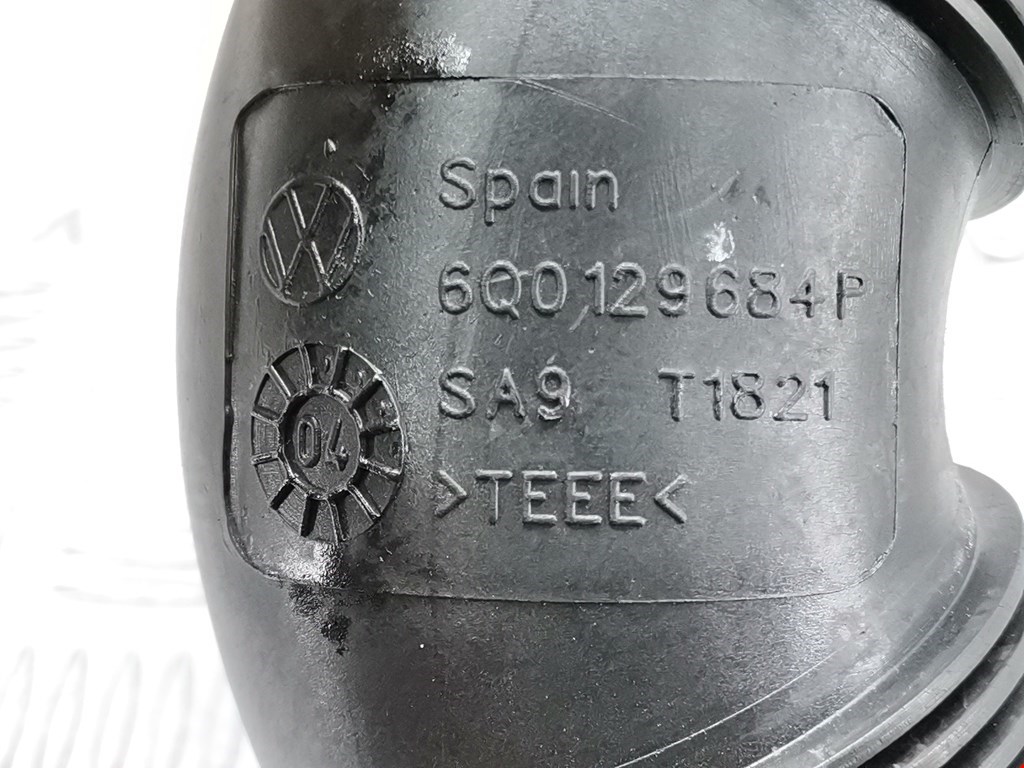 Spain
6Q0 129 684 P
SA9 T1821
04
>TEEE<